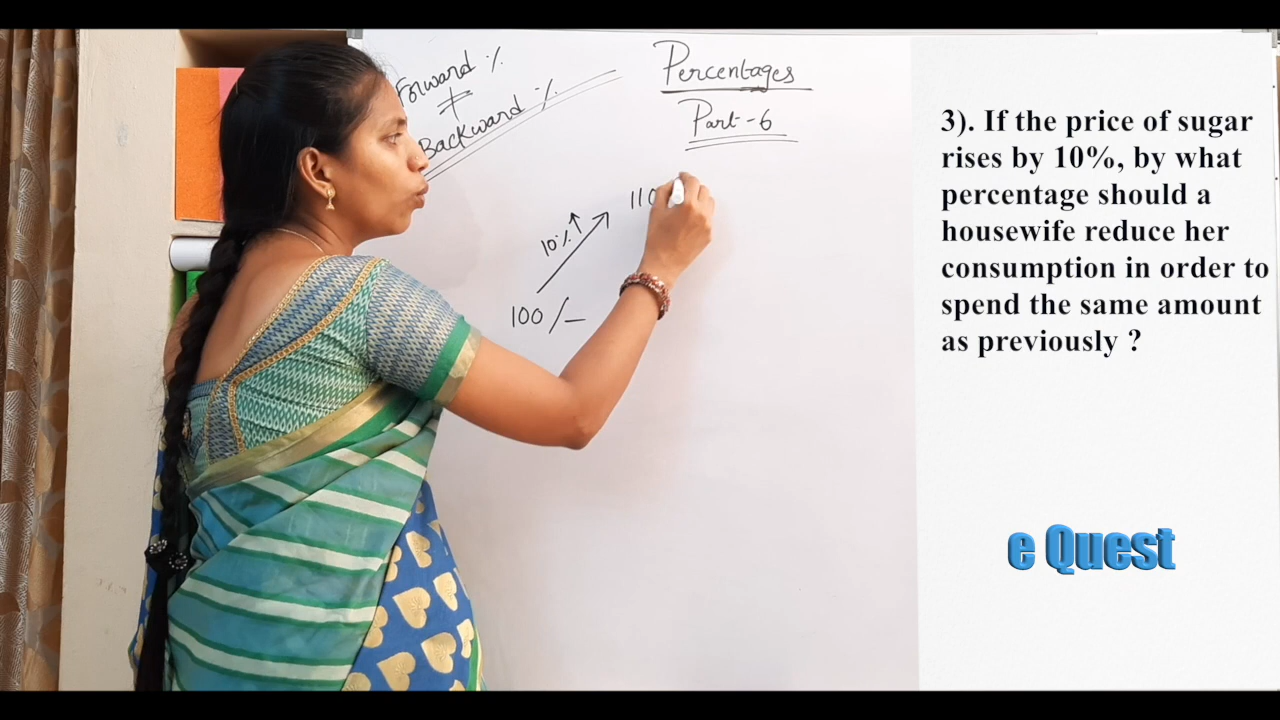 Forward %
≠
Backward %
Percentages
Part-6
10% ↑
110
100/-
3). If the price of sugar
rises by 10%, by what
percentage should a
housewife reduce her
consumption in order to
spend the same amount
as previously ?
e Quest